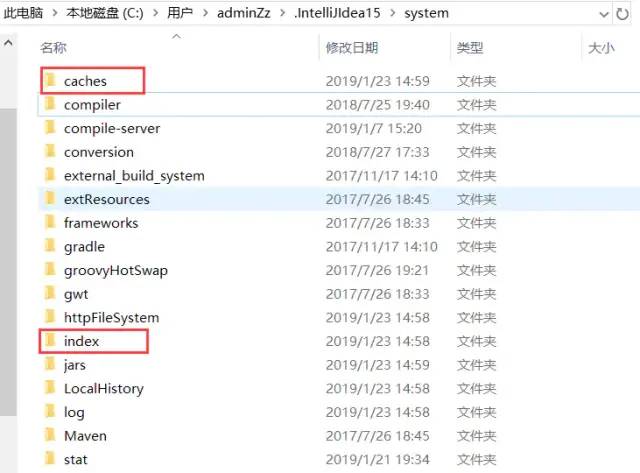 此电脑 > 本地磁盘 (C:) > 用户 > adminZz > .IntelliJIdea15 > system
名称 修改日期 类型 大小
caches 2019/1/23 14:59 文件夹
compiler 2018/7/25 19:40 文件夹
compile-server 2019/1/7 15:20 文件夹
conversion 2018/7/27 17:33 文件夹
external_build_system 2017/11/17 14:10 文件夹
extResources 2017/7/26 18:45 文件夹
frameworks 2017/7/26 18:33 文件夹
gradle 2017/11/17 14:10 文件夹
groovyHotSwap 2017/7/26 19:21 文件夹
gwt 2017/7/26 18:33 文件夹
httpFileSystem 2019/1/23 14:58 文件夹
index 2019/1/23 14:58 文件夹
jars 2019/1/23 14:59 文件夹
LocalHistory 2019/1/23 14:58 文件夹
log 2019/1/23 14:58 文件夹
Maven 2017/7/26 18:45 文件夹
stat 2019/1/21 19:34 文件夹